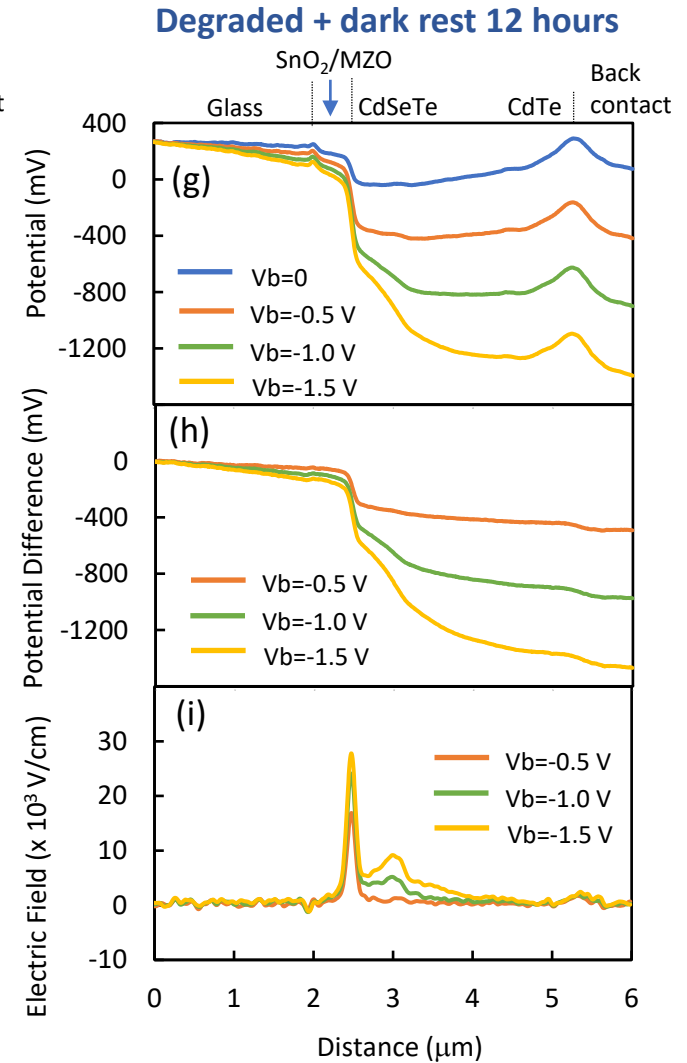 Degraded + dark rest 12 hours
SnO2/MZO
Back
t
Glass
CdSeTe
CdTe
contact
400
0
-400
-800
-1200
Potential (mV)
(g)
Vb=0
Vb=-0.5 V
Vb=-1.0 V
Vb=-1.5 V
0
-400
-800
-1200
Potential Difference (mV)
(h)
Vb=-0.5 V
Vb=-1.0 V
Vb=-1.5 V
30
20
10
0
-10
Electric Field (x 10³ V/cm)
(i)
Vb=-0.5 V
Vb=-1.0 V
Vb=-1.5 V
0 1 2 3 4 5 6
Distance (μm)